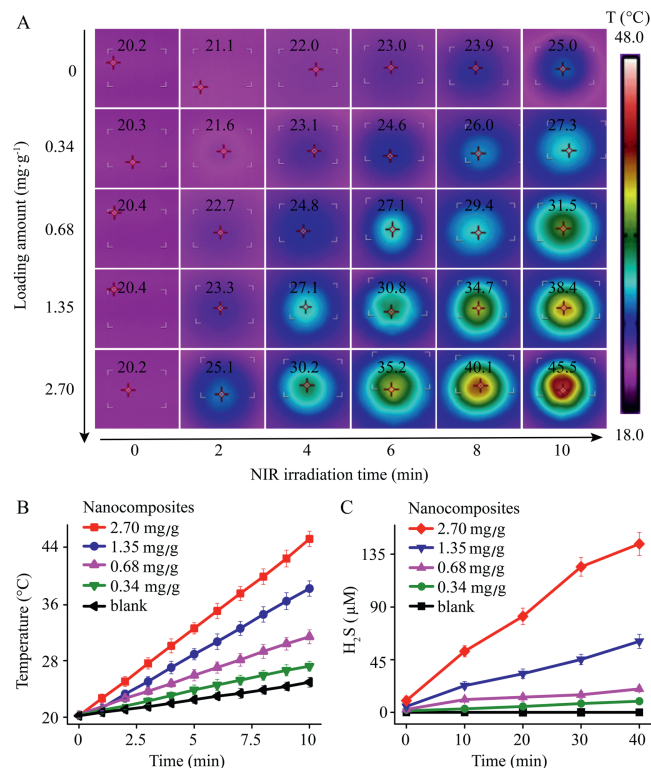 A
T (°C)
48.0
Loading amount (mg·g⁻¹)
0
20.2 21.1 22.0 23.0 23.9 25.0
0.34
20.3 21.6 23.1 24.6 26.0 27.3
0.68
20.4 22.7 24.8 27.1 29.4 31.5
1.35
20.4 23.3 27.1 30.8 34.7 38.4
2.70
20.2 25.1 30.2 35.2 40.1 45.5
18.0
0 2 4 6 8 10
NIR irradiation time (min)
B
Nanocomposites
2.70 mg/g
1.35 mg/g
0.68 mg/g
0.34 mg/g
blank
Temperature (°C)
44
36
28
20
0 2.5 5 7.5 10
Time (min)
C
Nanocomposites
2.70 mg/g
1.35 mg/g
0.68 mg/g
0.34 mg/g
blank
H₂S (μM)
135
90
45
0
0 10 20 30 40
Time (min)